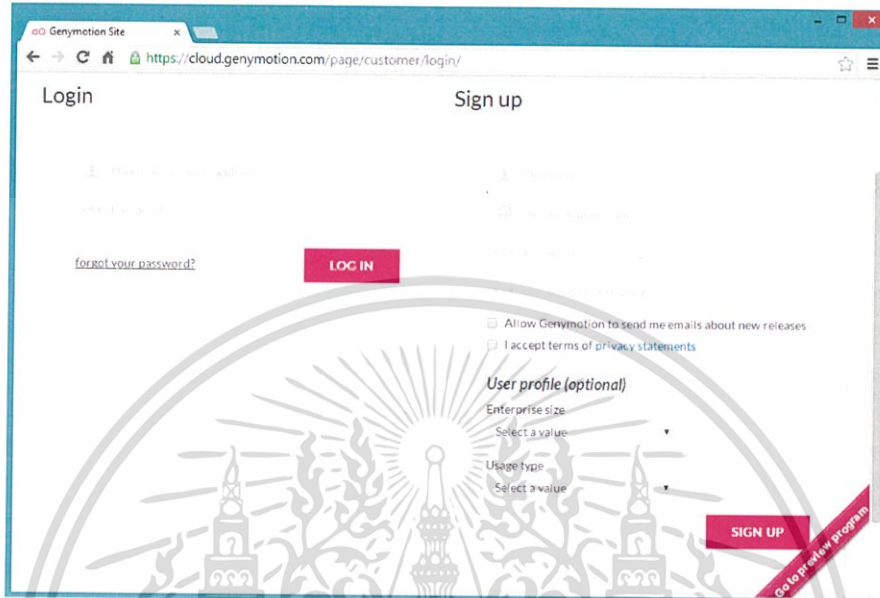 Genymotion Site
https://cloud.genymotion.com/page/customer/login/
Login
forgot your password?
LOG IN
Sign up
Allow Genymotion to send me emails about new releases
I accept terms of privacy statements
User profile (optional)
Enterprise size
Select a value
Usage type
Select a value
SIGN UP
Go to preview program